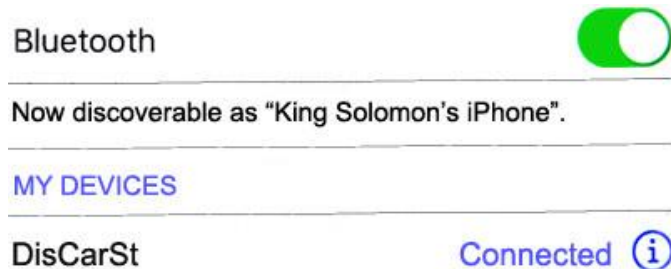 Bluetooth
Now discoverable as “King Solomon’s iPhone”.
MY DEVICES
DisCarSt
Connected i